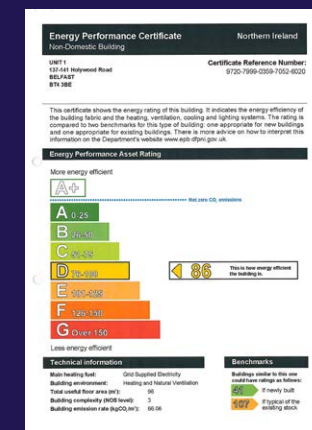 Energy Performance Certificate
Northern Ireland
Non-Domestic Building
UNIT 1
137-141 Holywood Road
BELFAST
BT4 3BE
Certificate Reference Number:
9720-7999-0359-7052-6020
This certificate shows the energy rating of this building. It indicates the energy efficiency of
the building fabric and the heating, ventilation, cooling and lighting systems. The rating is
compared to two benchmarks for this type of building: one appropriate for new buildings
and one appropriate for existing buildings. There is more advice on how to interpret this
information on the Department's website www.epb.dfpni.gov.uk.
Energy Performance Asset Rating
More energy efficient
A+
Net zero CO₂ emissions
A 0-25
B 26-50
C 51-75
D 76-100
86
This is how energy efficient
the building is.
E 101-125
F 126-150
G Over 150
Less energy efficient
Technical information
Main heating fuel: Grid Supplied Electricity
Building environment: Heating and Natural Ventilation
Total useful floor area (m²): 98
Building complexity (NOS level): 3
Building emission rate (kgCO₂/m²): 66.06
Benchmarks
Buildings similar to this one
could have ratings as follows:
If newly built
107
If typical of the
existing stock